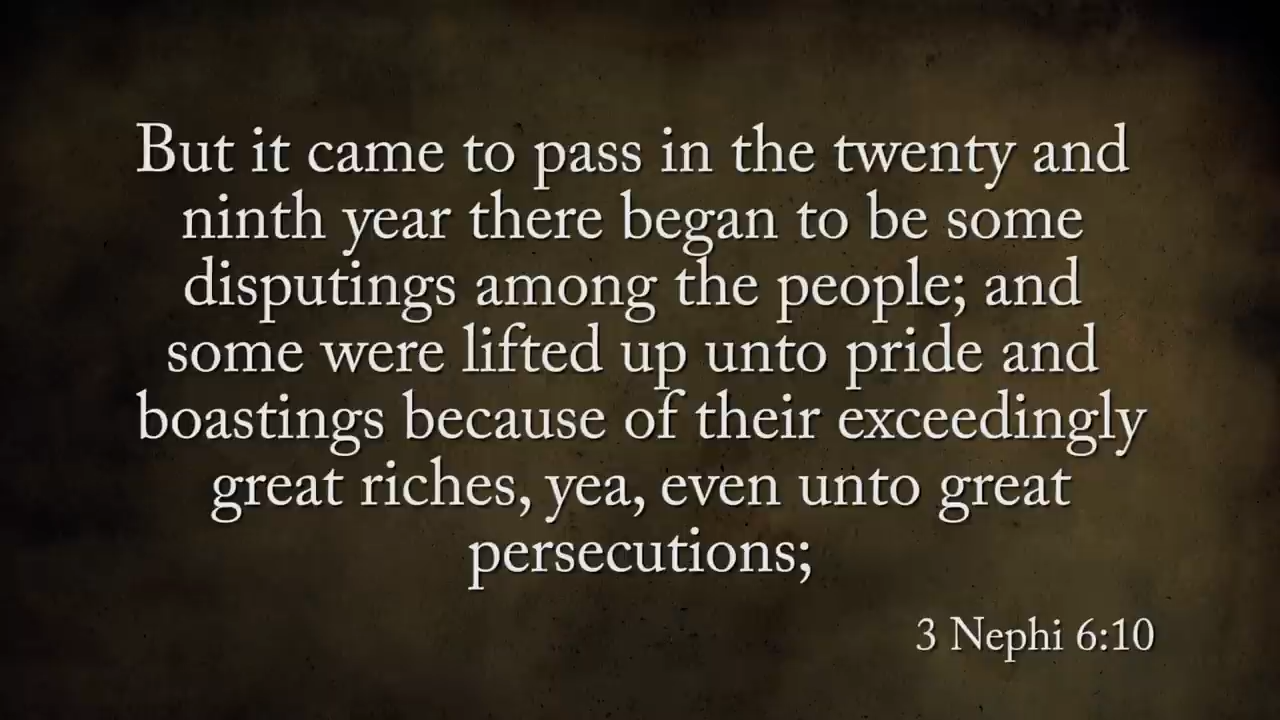 But it came to pass in the twenty and
ninth year there began to be some
disputings among the people; and
some were lifted up unto pride and
boastings because of their exceedingly
great riches, yea, even unto great
persecutions;
3 Nephi 6:10